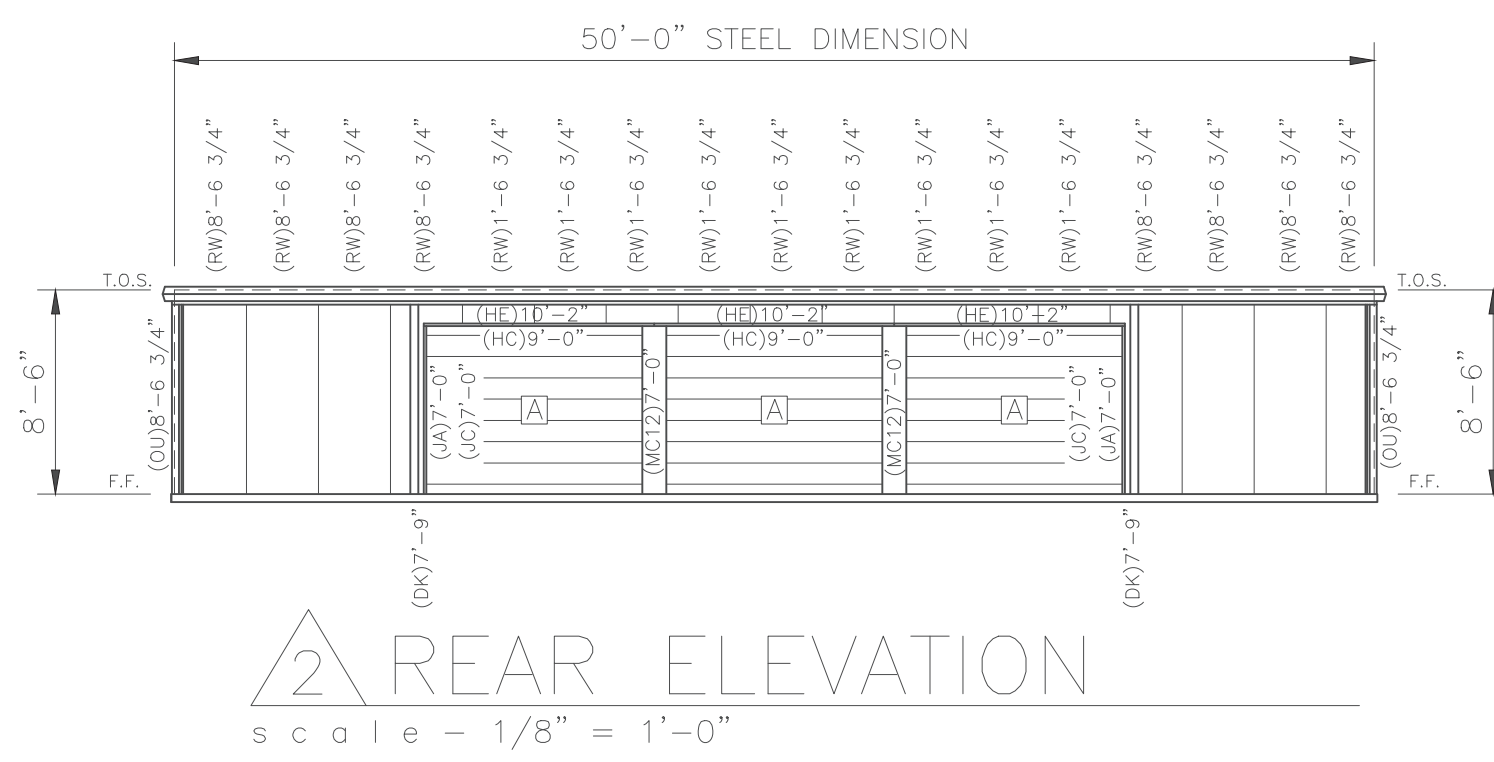 50'-0" STEEL DIMENSION
(RW)8'-6 3/4"
(RW)8'-6 3/4"
(RW)8'-6 3/4"
(RW)8'-6 3/4"
(RW)1'-6 3/4"
(RW)1'-6 3/4"
(RW)1'-6 3/4"
(RW)1'-6 3/4"
(RW)1'-6 3/4"
(RW)1'-6 3/4"
(RW)1'-6 3/4"
(RW)1'-6 3/4"
(RW)1'-6 3/4"
(RW)8'-6 3/4"
(RW)8'-6 3/4"
(RW)8'-6 3/4"
(RW)8'-6 3/4"
T.O.S.
T.O.S.
8'-6"
(OU)8'-6 3/4"
(HE)10'-2"
(HE)10'-2"
(HE)10'-2"
(HC)9'-0"
(HC)9'-0"
(HC)9'-0"
(JA)7'-0"
(JC)7'-0"
A
(MC12)7'-0"
A
(MC12)7'-0"
A
(JC)7'-0"
(JA)7'-0"
(OU)8'-6 3/4"
8'-6"
F.F.
F.F.
(DK)7'-9"
(DK)7'-9"
2 REAR ELEVATION
scale - 1/8" = 1'-0"